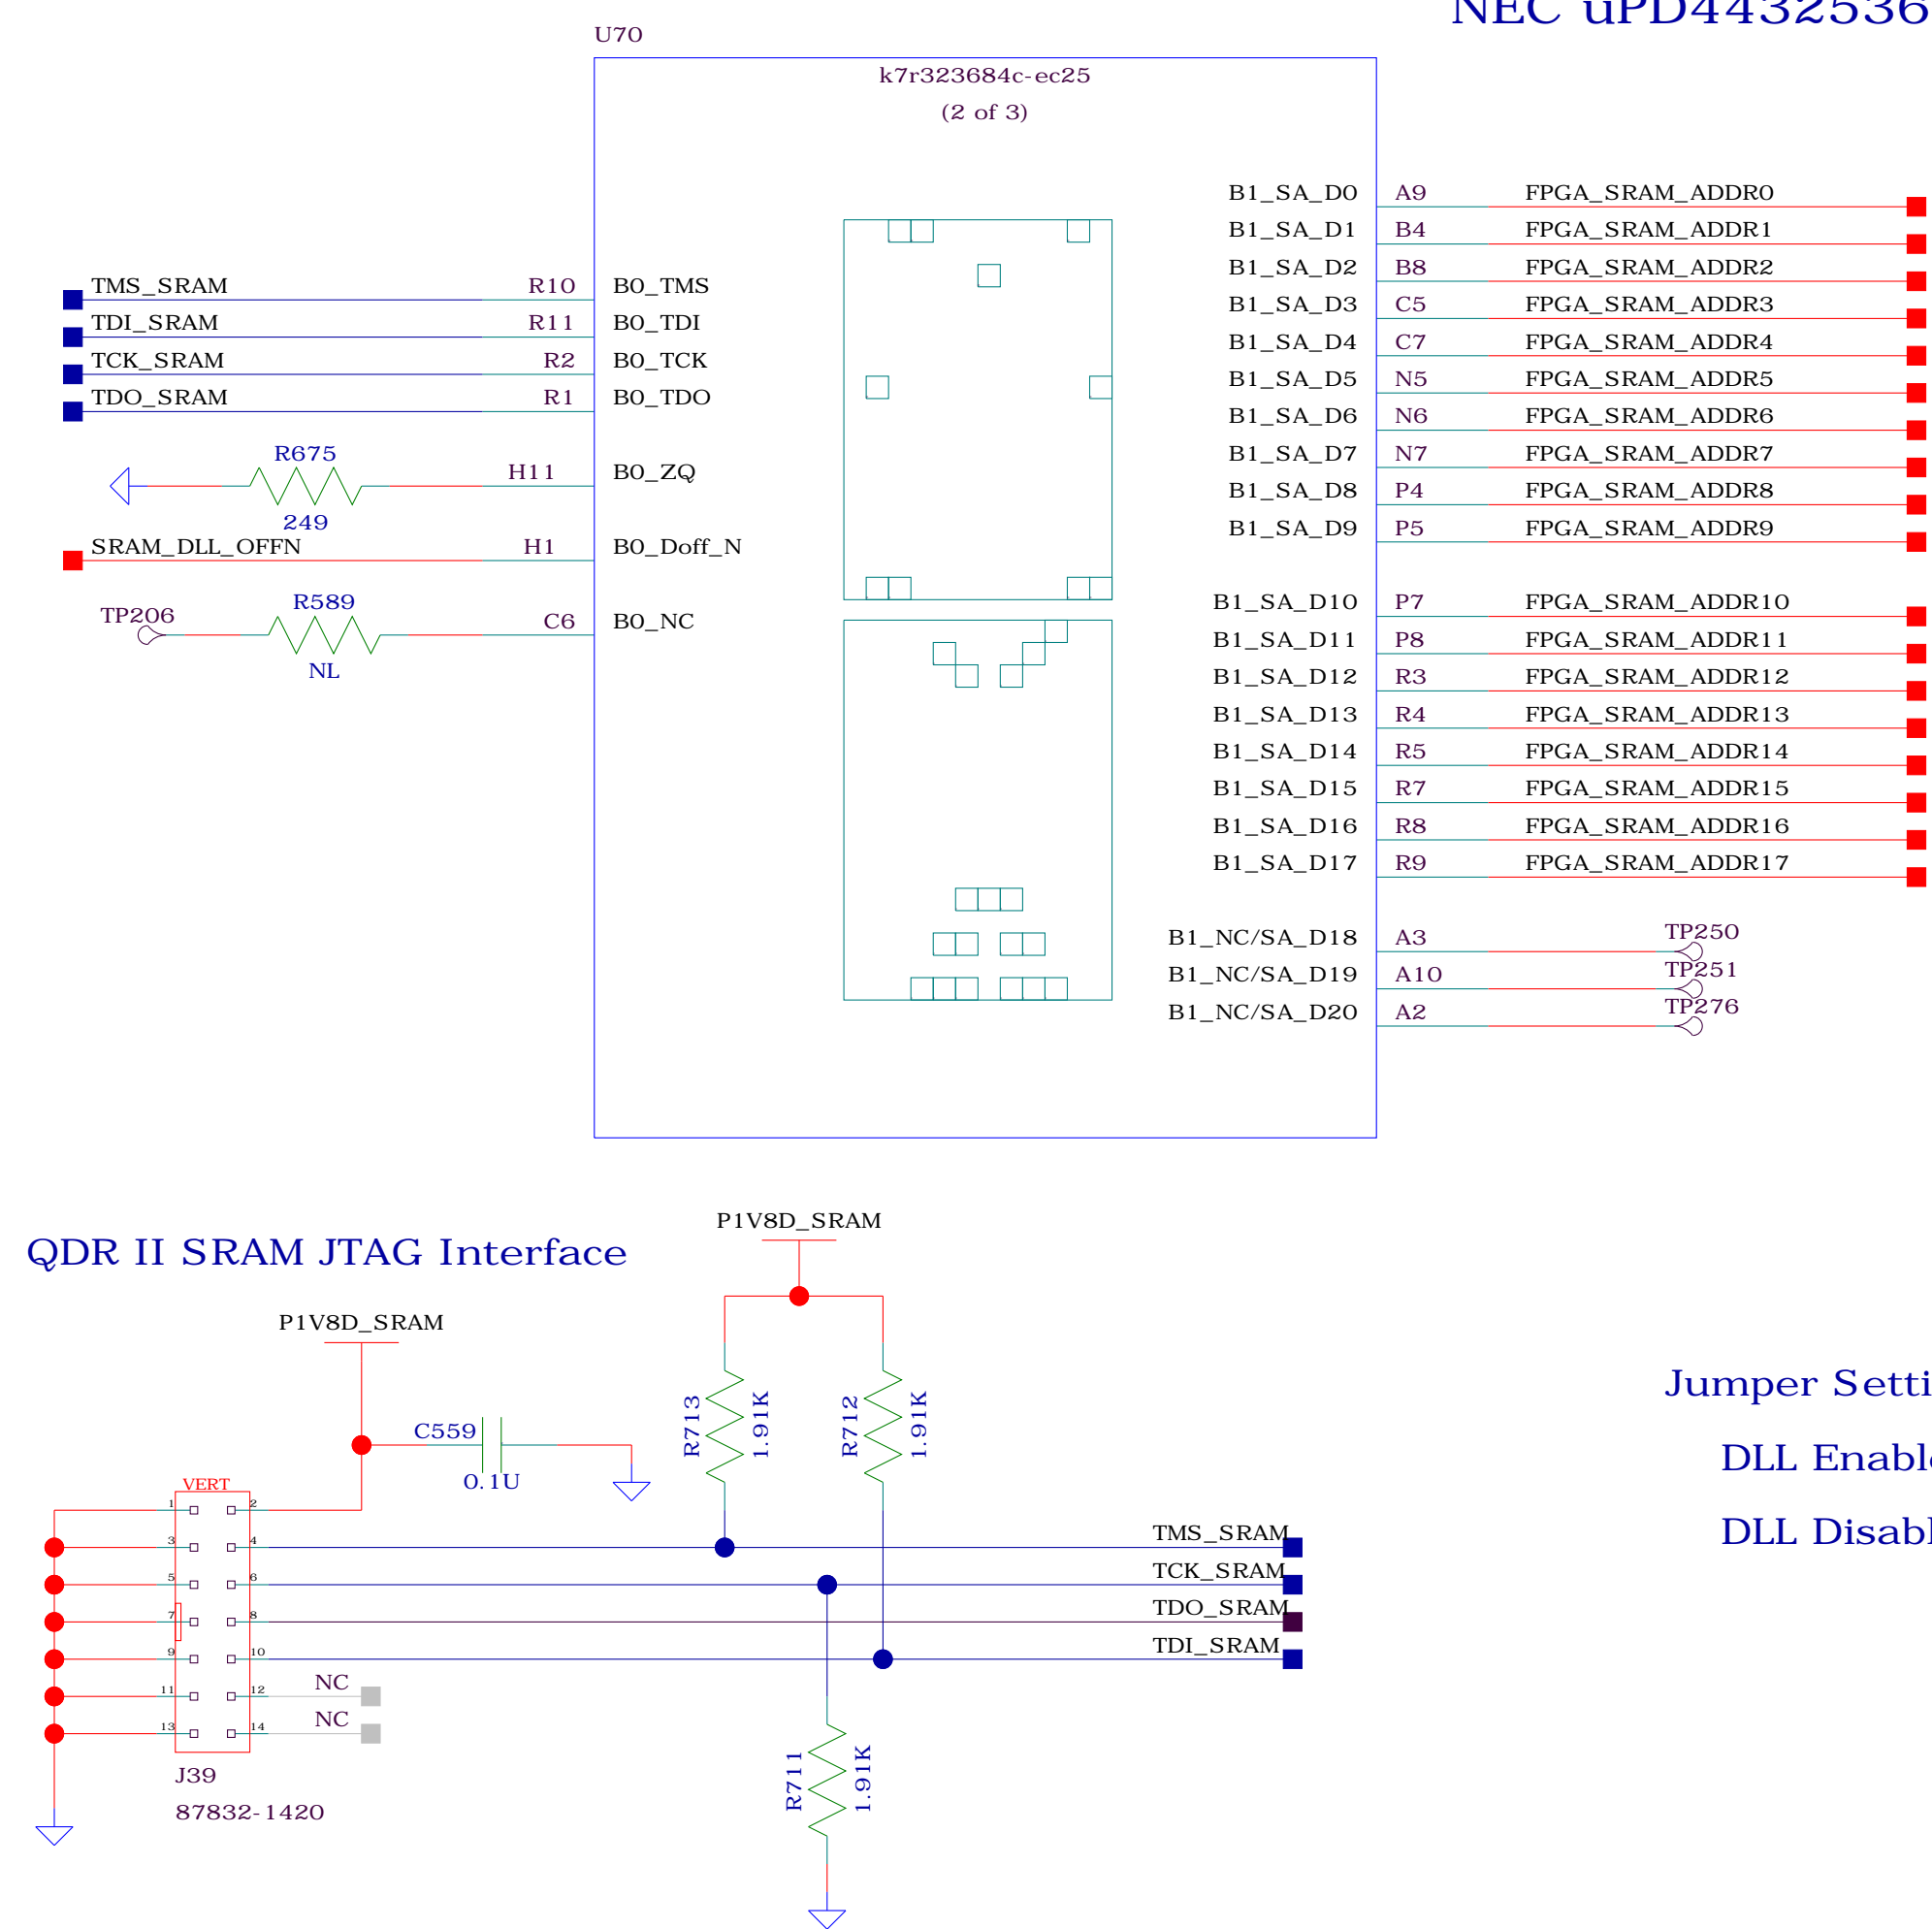 NEC uPD4432536
U70
k7r323684c-ec25
(2 of 3)
TMS_SRAM R10 B0_TMS
TDI_SRAM R11 B0_TDI
TCK_SRAM R2 B0_TCK
TDO_SRAM R1 B0_TDO
R675
249
H11 B0_ZQ
SRAM_DLL_OFFN H1 B0_Doff_N
TP206
R589
NL
C6 B0_NC
B1_SA_D0 A9 FPGA_SRAM_ADDR0
B1_SA_D1 B4 FPGA_SRAM_ADDR1
B1_SA_D2 B8 FPGA_SRAM_ADDR2
B1_SA_D3 C5 FPGA_SRAM_ADDR3
B1_SA_D4 C7 FPGA_SRAM_ADDR4
B1_SA_D5 N5 FPGA_SRAM_ADDR5
B1_SA_D6 N6 FPGA_SRAM_ADDR6
B1_SA_D7 N7 FPGA_SRAM_ADDR7
B1_SA_D8 P4 FPGA_SRAM_ADDR8
B1_SA_D9 P5 FPGA_SRAM_ADDR9
B1_SA_D10 P7 FPGA_SRAM_ADDR10
B1_SA_D11 P8 FPGA_SRAM_ADDR11
B1_SA_D12 R3 FPGA_SRAM_ADDR12
B1_SA_D13 R4 FPGA_SRAM_ADDR13
B1_SA_D14 R5 FPGA_SRAM_ADDR14
B1_SA_D15 R7 FPGA_SRAM_ADDR15
B1_SA_D16 R8 FPGA_SRAM_ADDR16
B1_SA_D17 R9 FPGA_SRAM_ADDR17
B1_NC/SA_D18 A3 TP250
B1_NC/SA_D19 A10 TP251
B1_NC/SA_D20 A2 TP276
QDR II SRAM JTAG Interface
P1V8D_SRAM
P1V8D_SRAM
C559
0.1U
R713
1.91K
R712
1.91K
VERT
1 2
3 4
5 6
7 8
9 10
11 12
13 14
NC
NC
TMS_SRAM
TCK_SRAM
TDO_SRAM
TDI_SRAM
J39
87832-1420
R711
1.91K
Jumper Setti
DLL Enabl
DLL Disabl